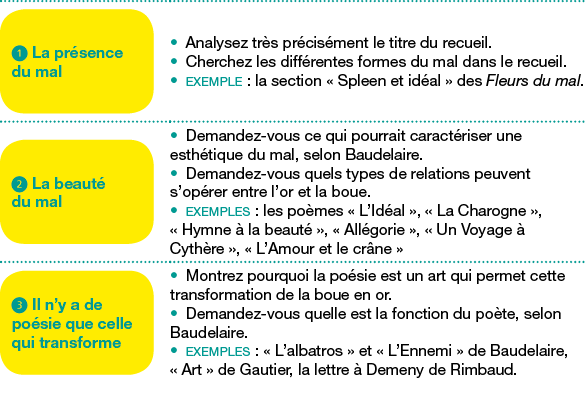 ❶ La présence
du mal
• Analysez très précisément le titre du recueil.
• Cherchez les différentes formes du mal dans le recueil.
• EXEMPLE : la section « Spleen et idéal » des Fleurs du mal.
❷ La beauté
du mal
• Demandez-vous ce qui pourrait caractériser une
esthétique du mal, selon Baudelaire.
• Demandez-vous quels types de relations peuvent
s’opérer entre l’or et la boue.
• EXEMPLES : les poèmes « L’Idéal », « La Charogne »,
« Hymne à la beauté », « Allégorie », « Un Voyage à
Cythère », « L’Amour et le crâne »
❸ Il n’y a de
poésie que celle
qui transforme
• Montrez pourquoi la poésie est un art qui permet cette
transformation de la boue en or.
• Demandez-vous quelle est la fonction du poète, selon
Baudelaire.
• EXEMPLES : « L’albatros » et « L’Ennemi » de Baudelaire,
« Art » de Gautier, la lettre à Demeny de Rimbaud.